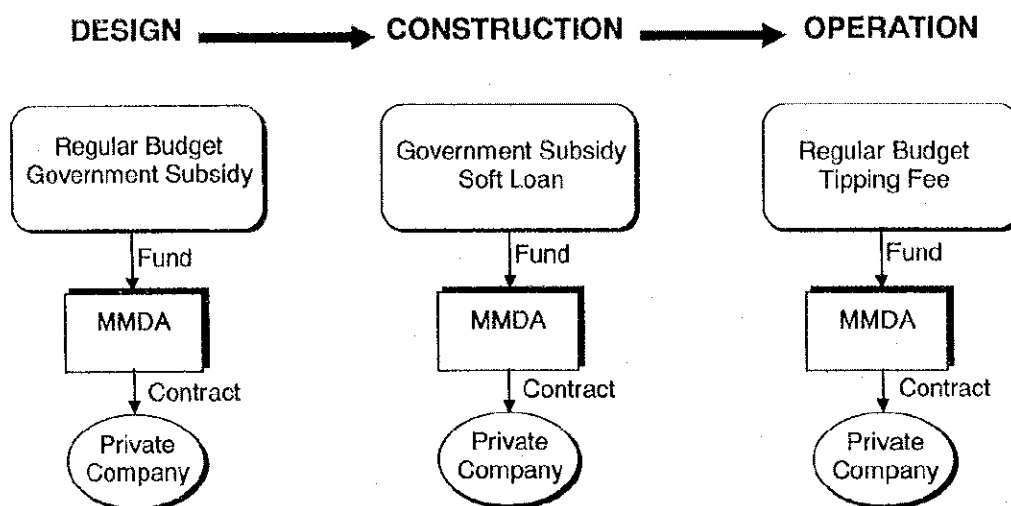 DESIGN CONSTRUCTION OPERATION
Regular Budget
Government Subsidy
Government Subsidy
Soft Loan
Regular Budget
Tipping Fee
Fund
Fund
Fund
MMDA
MMDA
MMDA
Contract
Contract
Contract
Private
Company
Private
Company
Private
Company